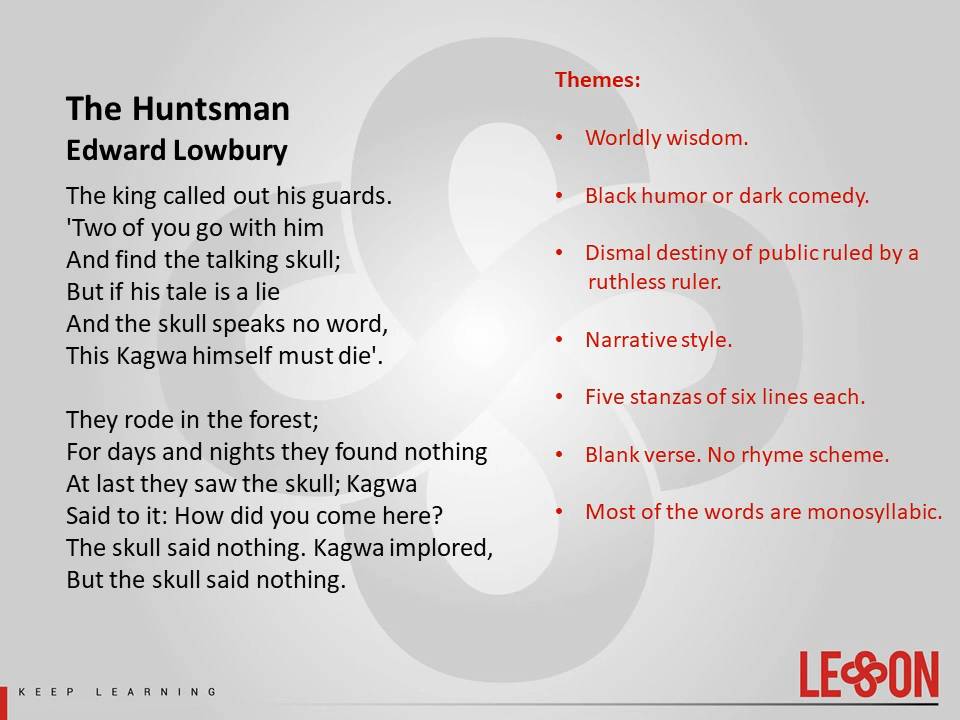 The Huntsman
Edward Lowbury
The king called out his guards.
'Two of you go with him
And find the talking skull;
But if his tale is a lie
And the skull speaks no word,
This Kagwa himself must die'.
They rode in the forest;
For days and nights they found nothing
At last they saw the skull; Kagwa
Said to it: How did you come here?
The skull said nothing. Kagwa implored,
But the skull said nothing.
Themes:
• Worldly wisdom.
• Black humor or dark comedy.
• Dismal destiny of public ruled by a
ruthless ruler.
• Narrative style.
• Five stanzas of six lines each.
• Blank verse. No rhyme scheme.
• Most of the words are monosyllabic.
KEEP LEARNING
LESSON